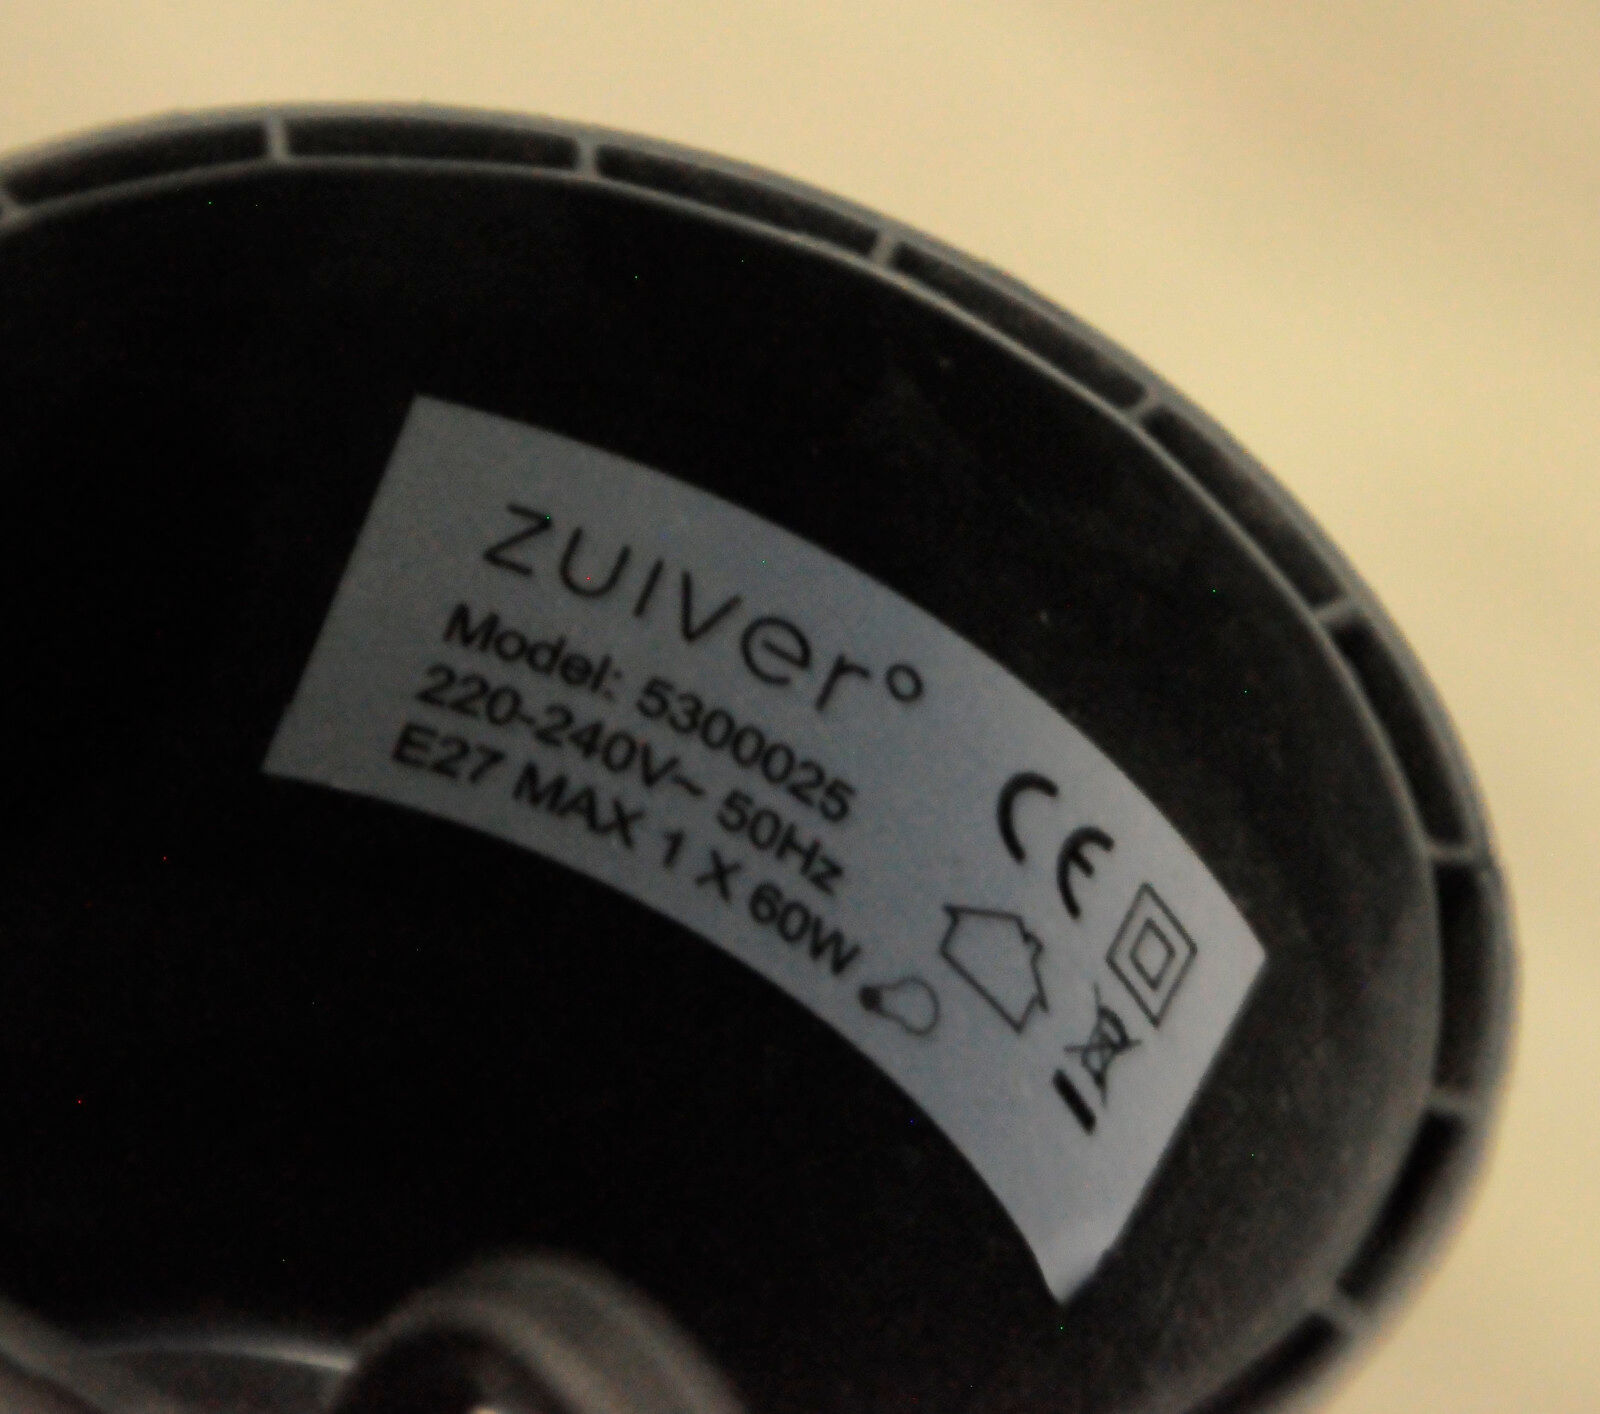 zuiver°
Model: 5300025
220-240V~ 50Hz
E27 MAX 1 X 60W
CE